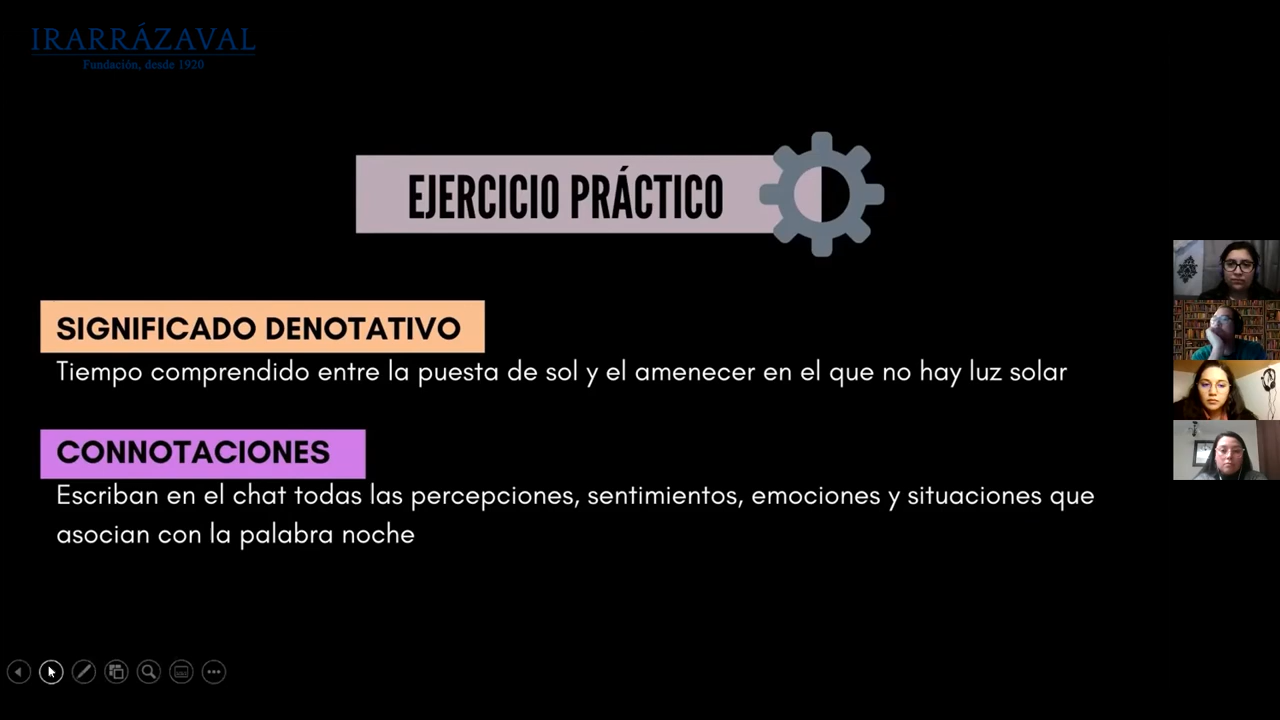 IRARRÁZAVAL
Fundación, desde 1920
EJERCICIO PRÁCTICO
SIGNIFICADO DENOTATIVO
Tiempo comprendido entre la puesta de sol y el amenecer en el que no hay luz solar
CONNOTACIONES
Escriban en el chat todas las percepciones, sentimientos, emociones y situaciones que
asocian con la palabra noche